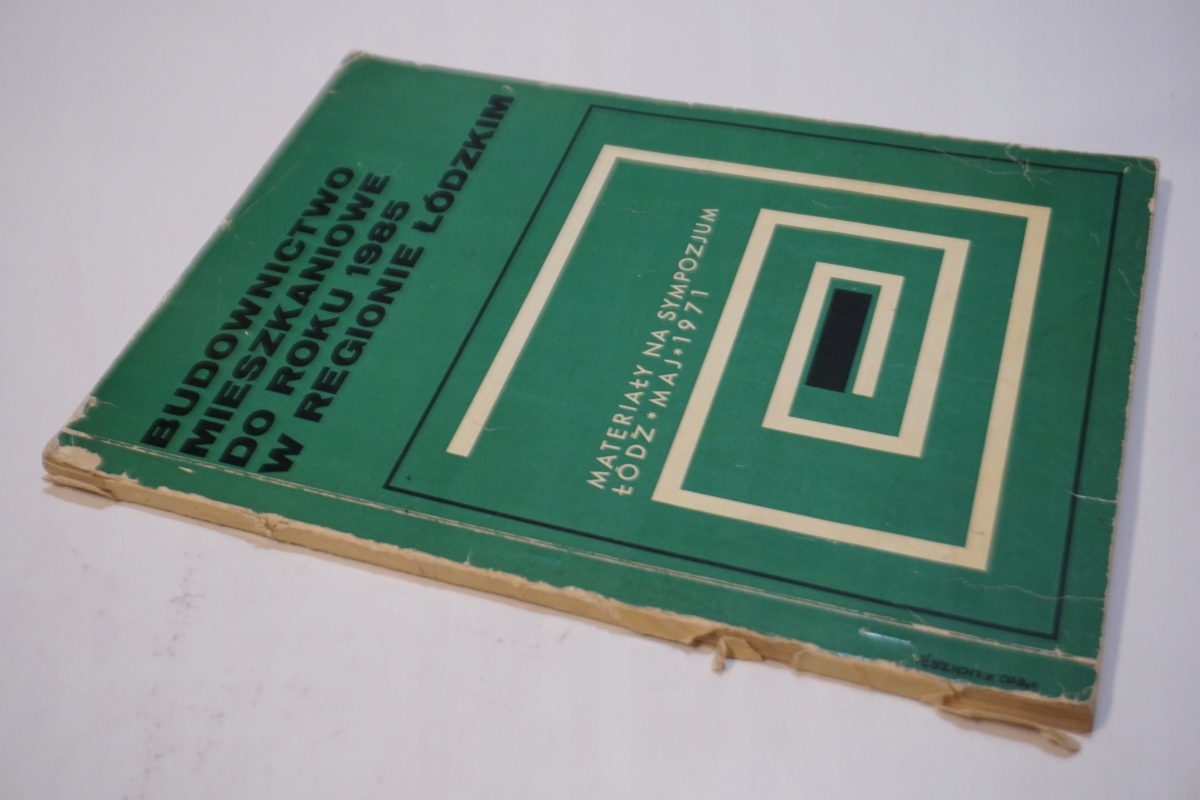 BUDOWNICTWO
MIESZKANIOWE
DO ROKU 1985
W REGIONIE ŁÓDZKIM
MATERIAŁY NA SYMPOZJUM
ŁÓDŹ * MAJ * 1971